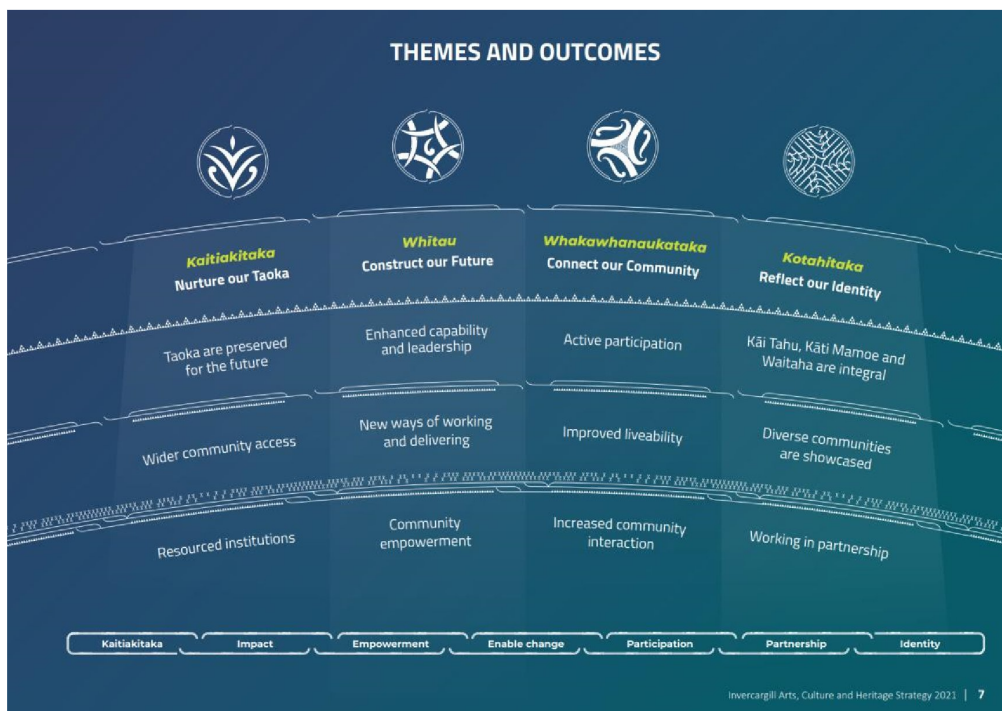 THEMES AND OUTCOMES
Kaitiakitaka
Nurture our Taoka
Taoka are preserved
for the future
Wider community access
Resourced institutions
Whītau
Construct our Future
Enhanced capability
and leadership
New ways of working
and delivering
Community
empowerment
Whakawhanaukataka
Connect our Community
Active participation
Improved liveability
Increased community
interaction
Kotahitaka
Reflect our Identity
Kāi Tahu, Kāti Mamoe and
Waitaha are integral
Diverse communities
are showcased
Working in partnership
Kaitiakitaka
Impact
Empowerment
Enable change
Participation
Partnership
Identity
Invercargill Arts, Culture and Heritage Strategy 2021 | 7